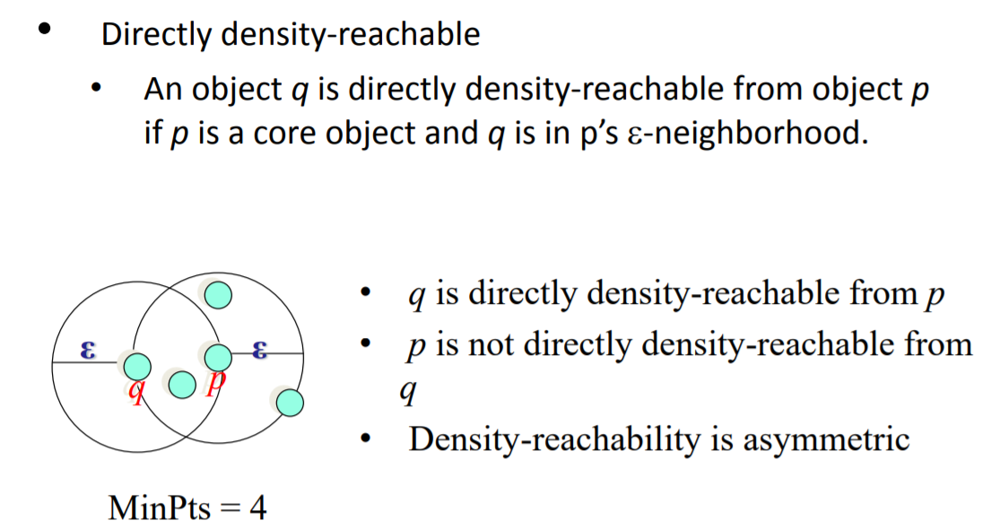 • Directly density-reachable
• An object q is directly density-reachable from object p
if p is a core object and q is in p's ε-neighborhood.
• q is directly density-reachable from p
• p is not directly density-reachable from
q
• Density-reachability is asymmetric
ε
ε
q
p
MinPts = 4